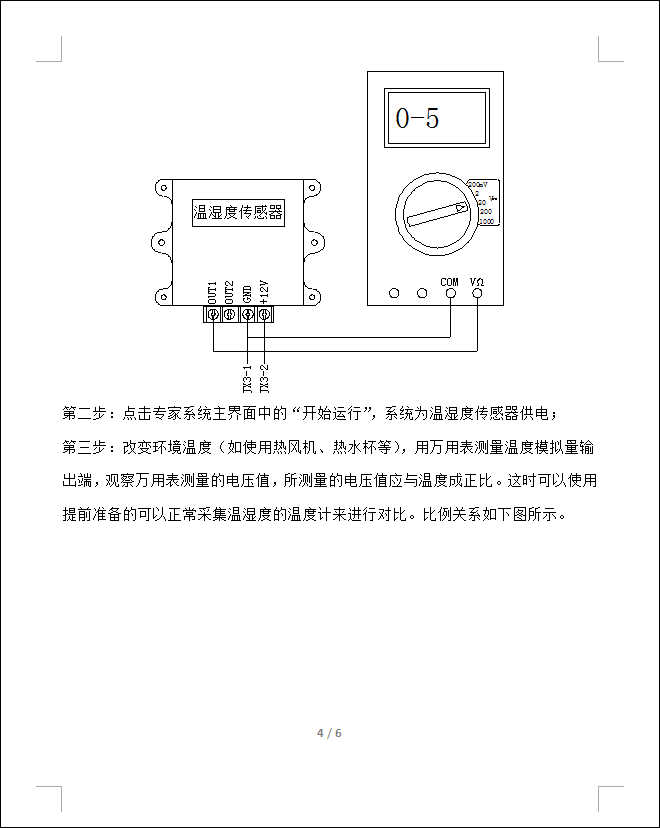 0-5
200mV
2
20 V⎓
200
1000
温湿度传感器
OUT1
OUT2
GND
+12V
COM VΩ
JX3-1
JX3-2
第二步：点击专家系统主界面中的“开始运行”，系统为温湿度传感器供电；
第三步：改变环境温度（如使用热风机、热水杯等），用万用表测量温度模拟量输
出端，观察万用表测量的电压值，所测量的电压值应与温度成正比。这时可以使用
提前准备的可以正常采集温湿度的温度计来进行对比。比例关系如下图所示。
4 / 6